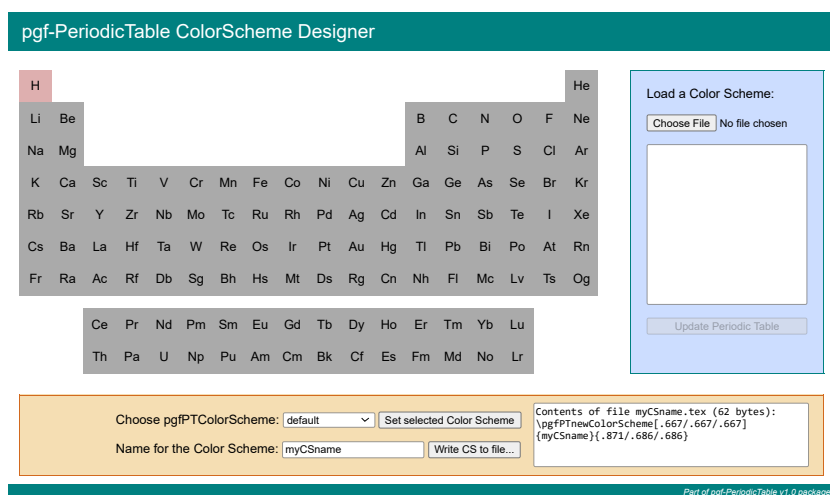 pgf-PeriodicTable ColorScheme Designer
H He
Li Be B C N O F Ne
Na Mg Al Si P S Cl Ar
K Ca Sc Ti V Cr Mn Fe Co Ni Cu Zn Ga Ge As Se Br Kr
Rb Sr Y Zr Nb Mo Tc Ru Rh Pd Ag Cd In Sn Sb Te I Xe
Cs Ba La Hf Ta W Re Os Ir Pt Au Hg Tl Pb Bi Po At Rn
Fr Ra Ac Rf Db Sg Bh Hs Mt Ds Rg Cn Nh Fl Mc Lv Ts Og
Ce Pr Nd Pm Sm Eu Gd Tb Dy Ho Er Tm Yb Lu
Th Pa U Np Pu Am Cm Bk Cf Es Fm Md No Lr
Load a Color Scheme:
Choose File No file chosen
Update Periodic Table
Choose pgfPTColorScheme: default Set selected Color Scheme
Name for the Color Scheme: myCSname Write CS to file...
Contents of file myCSname.tex (62 bytes):
\pgfPTnewColorScheme[.667/.667/.667]
{myCSname}{.871/.686/.686}
Part of pgf-PeriodicTable v1.0 package